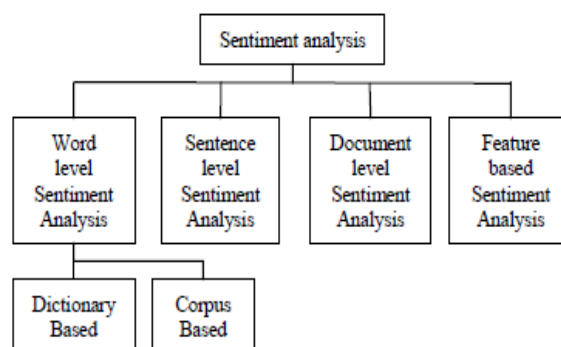 Sentiment analysis
Word
level
Sentiment
Analysis
Sentence
level
Sentiment
Analysis
Document
level
Sentiment
Analysis
Feature
based
Sentiment
Analysis
Dictionary
Based
Corpus
Based